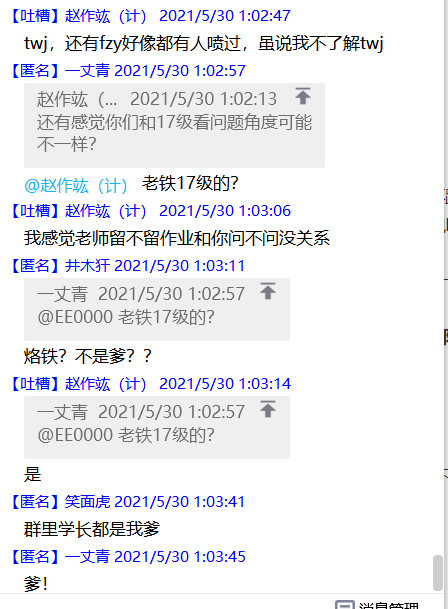 【吐槽】赵作竑（计） 2021/5/30 1:02:47
twj，还有fzy好像都有人喷过，虽说我不了解twj
【匿名】一丈青 2021/5/30 1:02:57
赵作竑（... 2021/5/30 1:02:13
还有感觉你们和17级看问题角度可能
不一样？
@赵作竑（计） 老铁17级的？
【吐槽】赵作竑（计） 2021/5/30 1:03:06
我感觉老师留不留作业和你问不问没关系
【匿名】井木犴 2021/5/30 1:03:11
一丈青 2021/5/30 1:02:57
@EE0000 老铁17级的？
烙铁？不是爹？？
【吐槽】赵作竑（计） 2021/5/30 1:03:14
一丈青 2021/5/30 1:02:57
@EE0000 老铁17级的？
是
【匿名】笑面虎 2021/5/30 1:03:41
群里学长都是我爹
【匿名】一丈青 2021/5/30 1:03:45
爹！
消息管理